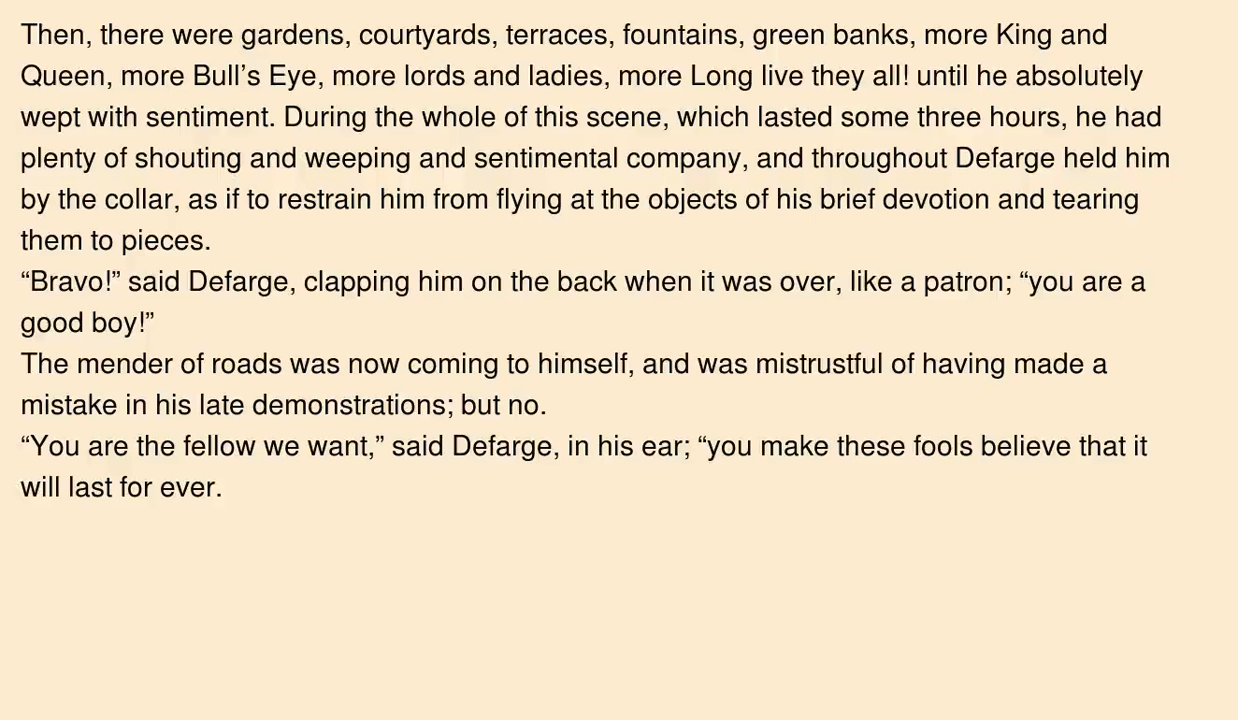 Then, there were gardens, courtyards, terraces, fountains, green banks, more King and
Queen, more Bull’s Eye, more lords and ladies, more Long live they all! until he absolutely
wept with sentiment. During the whole of this scene, which lasted some three hours, he had
plenty of shouting and weeping and sentimental company, and throughout Defarge held him
by the collar, as if to restrain him from flying at the objects of his brief devotion and tearing
them to pieces.
“Bravo!” said Defarge, clapping him on the back when it was over, like a patron; “you are a
good boy!”
The mender of roads was now coming to himself, and was mistrustful of having made a
mistake in his late demonstrations; but no.
“You are the fellow we want,” said Defarge, in his ear; “you make these fools believe that it
will last for ever.